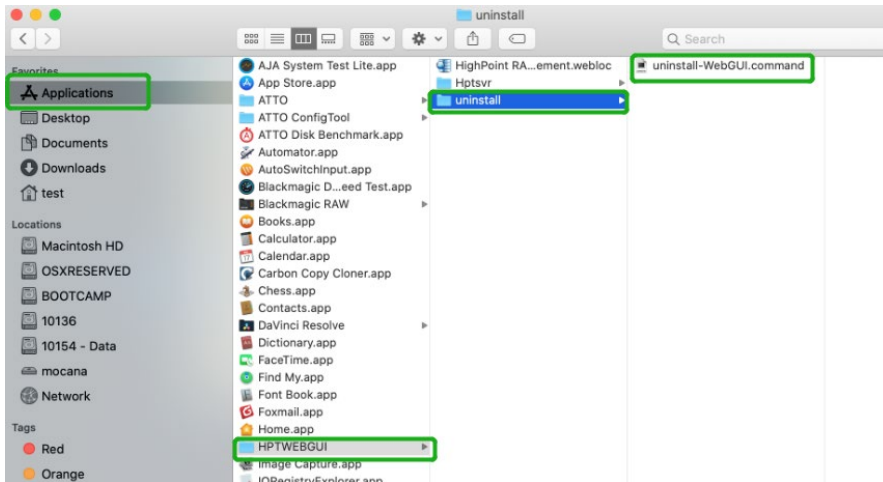 uninstall
Search
Favorites
Applications
Desktop
Documents
Downloads
test
Locations
Macintosh HD
OSXRESERVED
BOOTCAMP
10136
10154 - Data
mocana
Network
Tags
Red
Orange
AJA System Test Lite.app
App Store.app
ATTO
ATTO ConfigTool
ATTO Disk Benchmark.app
Automator.app
AutoSwitchInput.app
Blackmagic D...eed Test.app
Blackmagic RAW
Books.app
Calculator.app
Calendar.app
Carbon Copy Cloner.app
Chess.app
Contacts.app
DaVinci Resolve
Dictionary.app
FaceTime.app
Find My.app
Font Book.app
Foxmail.app
Home.app
HPTWEBGUI
Image Capture.app
IORegistryExplorer.app
HighPoint RA...ement.webloc
Hptsvr
uninstall
uninstall-WebGUI.command